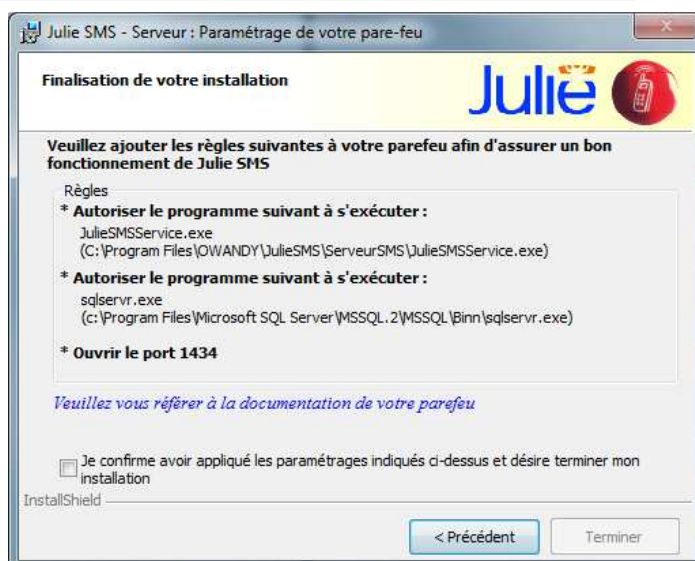 Julie SMS - Serveur : Paramétrage de votre pare-feu
Finalisation de votre installation
Julie
Veuillez ajouter les règles suivantes à votre parefeu afin d'assurer un bon
fonctionnement de Julie SMS
Règles
* Autoriser le programme suivant à s'exécuter :
JulieSMSService.exe
(C:\Program Files\OWANDY\JulieSMS\ServeurSMS\JulieSMSService.exe)
* Autoriser le programme suivant à s'exécuter :
sqlservr.exe
(c:\Program Files\Microsoft SQL Server\MSSQL.2\MSSQL\Binn\sqlservr.exe)
* Ouvrir le port 1434
Veuillez vous référer à la documentation de votre parefeu
Je confirme avoir appliqué les paramétrages indiqués ci-dessus et désire terminer mon
installation
InstallShield
< Précédent
Terminer